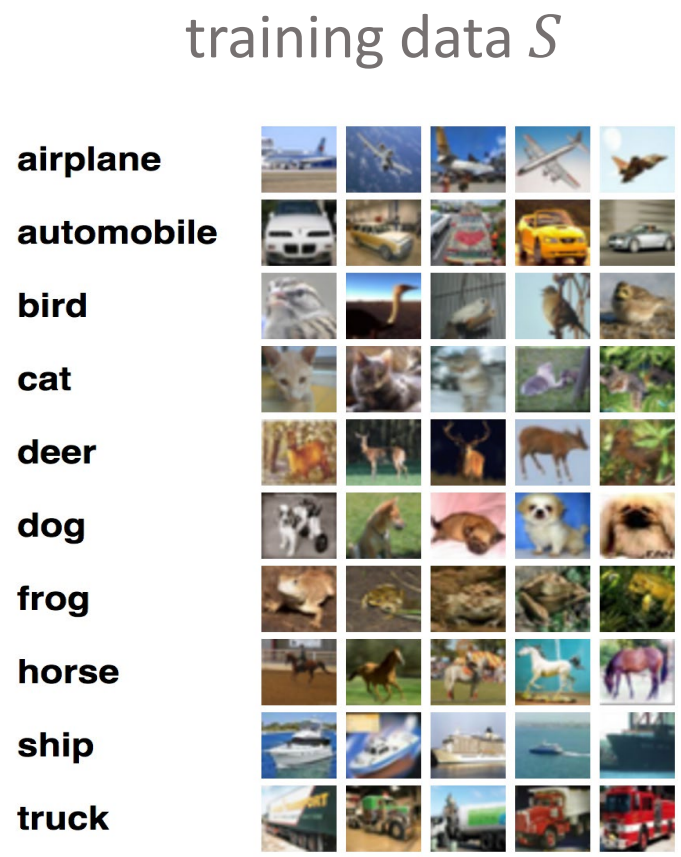 training data S
airplane
automobile
bird
cat
deer
dog
frog
horse
ship
truck